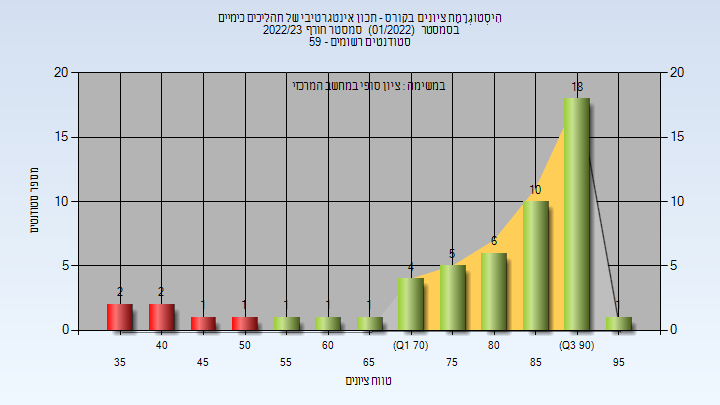 היסטוגרמת ציונים בקורס - תכון אינטגרטיבי של תהליכים כימיים
בסמסטר (01/2022) סמסטר חורף 2022/23
סטודנטים רשומים - 59
במשימה : ציון סופי במחשב המרכזי
20 20
15 15
10 10
5 5
0 0
מספר סטודנטים
2 2 1 1 1 1 1 4 5 6 10 18 1
40 50 60 (Q1 70) 80 (Q3 90)
35 45 55 65 75 85 95
טווח ציונים